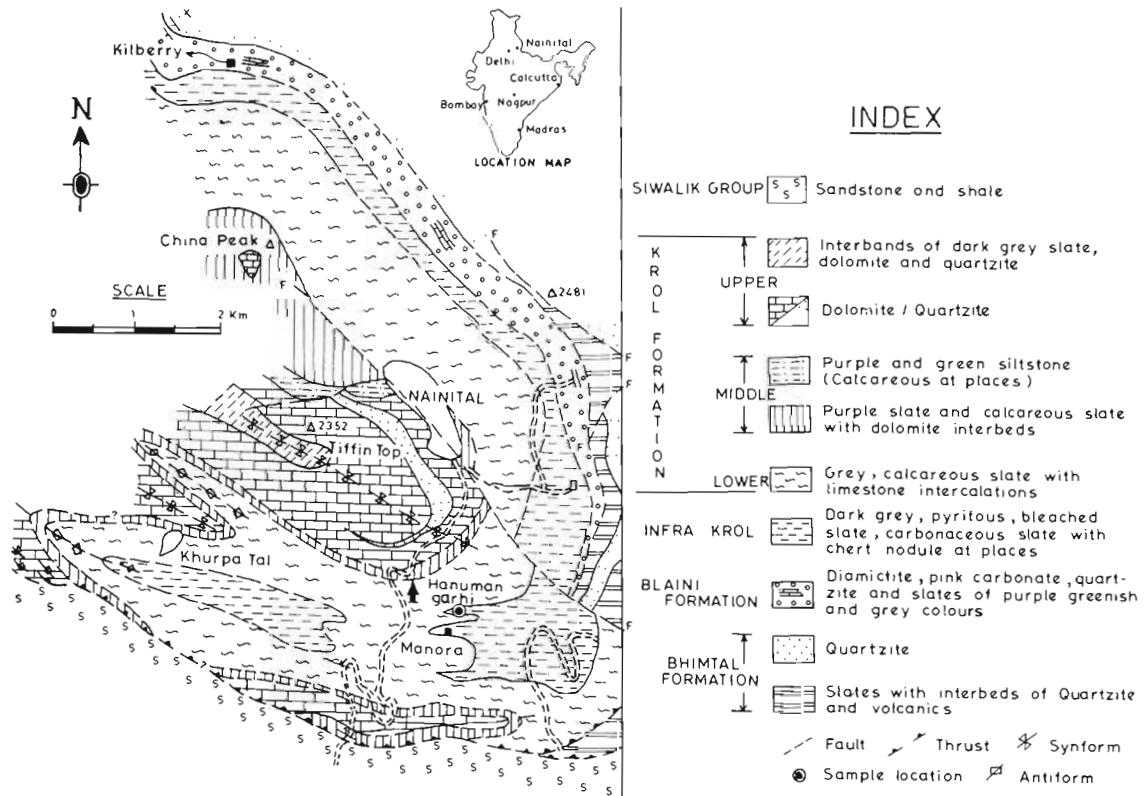 Kilberry
N
China Peak
SCALE
0 1 2 Km
Nainital
Delhi
Calcutta
Bombay
Nagpur
Madras
LOCATION MAP
F
F
2481
F
F
F
F
NAINITAL
2352
Tiffin Top
?
Khurpa Tal
Hanuman
garhi
Manora
?
INDEX
SIWALIK GROUP
S S S
Sandstone and shale
KROL FORMATION
UPPER
Interbands of dark grey slate,
dolomite and quartzite
Dolomite / Quartzite
MIDDLE
Purple and green siltstone
(Calcareous at places)
Purple slate and calcareous slate
with dolomite interbeds
LOWER
Grey, calcareous slate with
limestone intercalations
INFRA KROL
Dark grey, pyritous, bleached
slate, carbonaceous slate with
chert nodule at places
BLAINI
FORMATION
Diamictite, pink carbonate, quart-
zite and slates of purple greenish
and grey colours
BHIMTAL
FORMATION
Quartzite
Slates with interbeds of Quartzite
and volcanics
Fault
Thrust
Synform
Sample location
Antiform